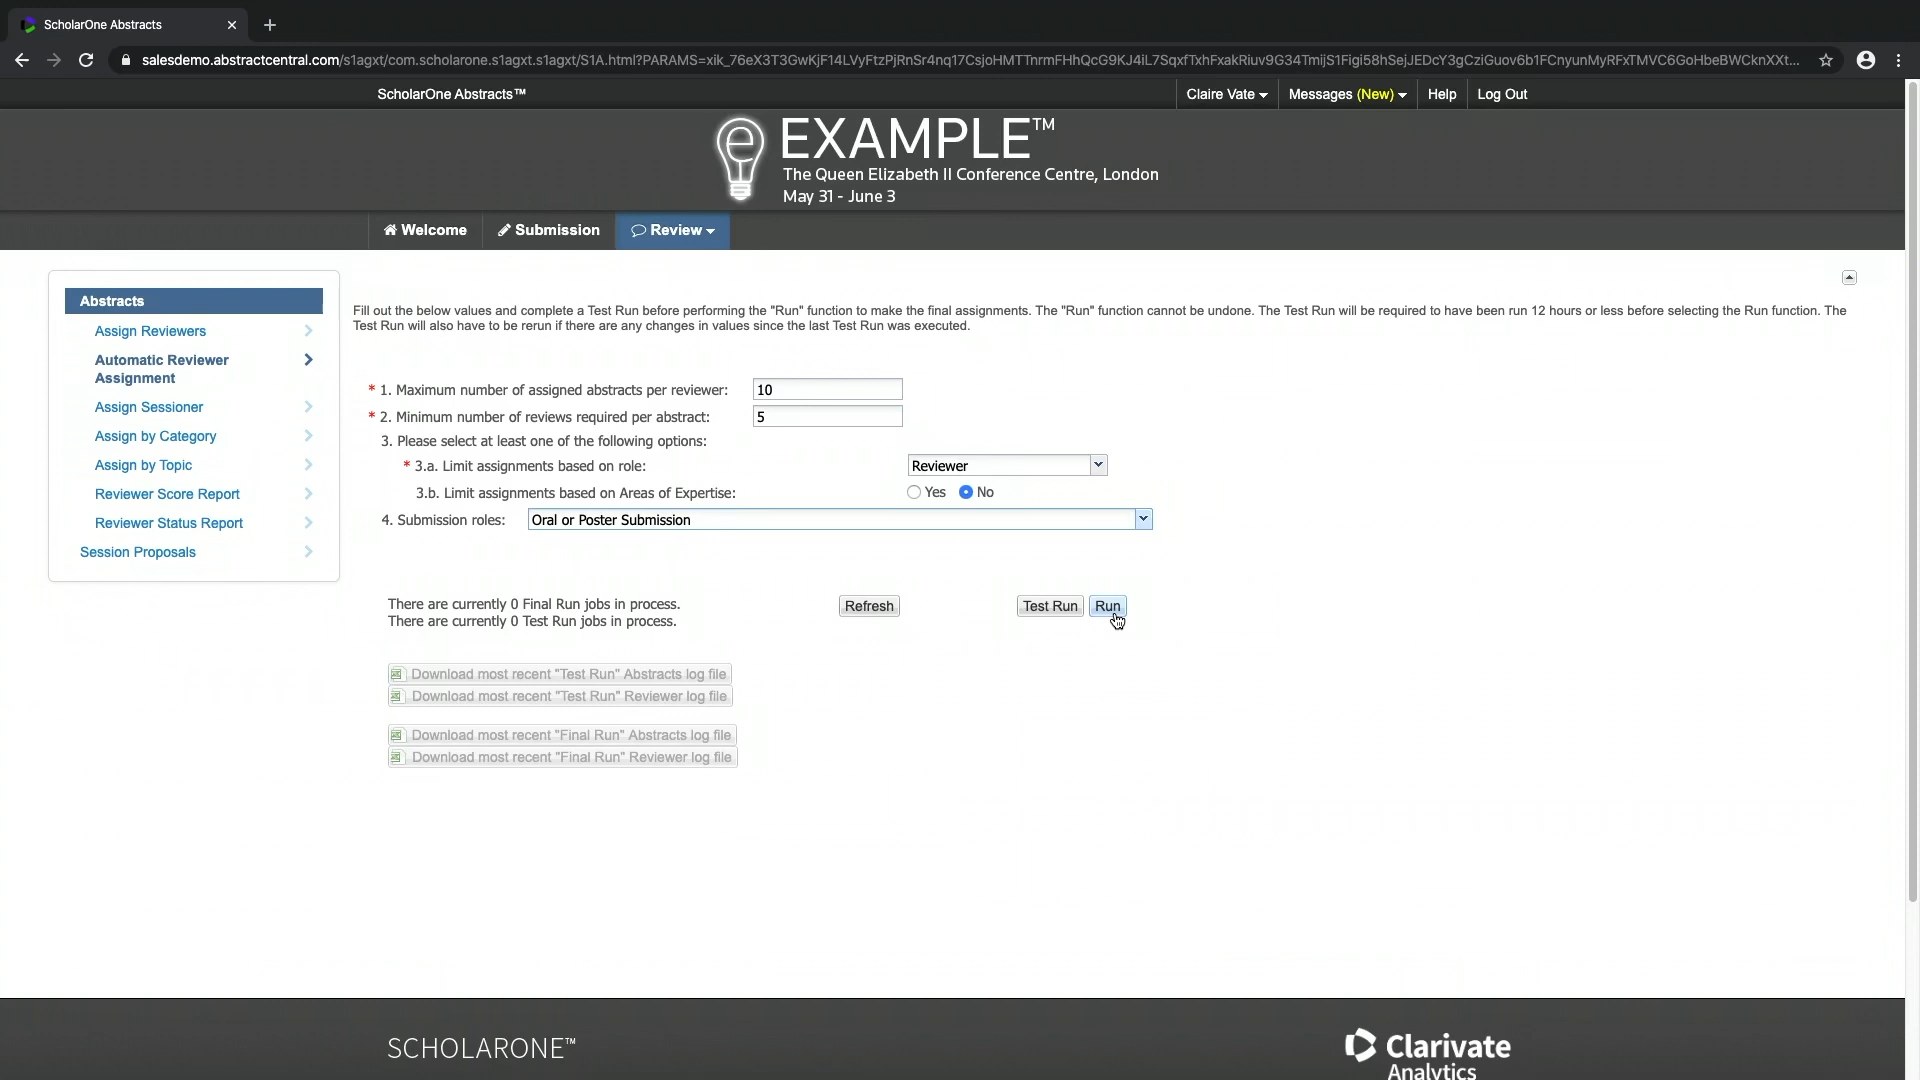 ScholarOne Abstracts
salesdemo.abstractcentral.com/s1agxt/com.scholarone.s1agxt.s1agxt/S1A.html?PARAMS=xik_76eX3T3GwKjF14LVyFtzPjRnSr4nq17CsjoHMTTnrmFHhQcG9KJ4iL7SqxfTxhFxakRiuv9G34TmijS1Figi58hSejJEDcY3gCziGuov6b1FCnyunMyRFxTMVC6GoHbeBWCknXXt...
ScholarOne Abstracts™
Claire Vate
Messages (New)
Help
Log Out
e EXAMPLE™
The Queen Elizabeth II Conference Centre, London
May 31 - June 3
Welcome
Submission
Review
Abstracts
Assign Reviewers
Automatic Reviewer
Assignment
Assign Sessioner
Assign by Category
Assign by Topic
Reviewer Score Report
Reviewer Status Report
Session Proposals
Fill out the below values and complete a Test Run before performing the "Run" function to make the final assignments. The "Run" function cannot be undone. The Test Run will be required to have been run 12 hours or less before selecting the Run function. The
Test Run will also have to be rerun if there are any changes in values since the last Test Run was executed.
* 1. Maximum number of assigned abstracts per reviewer: 10
* 2. Minimum number of reviews required per abstract: 5
3. Please select at least one of the following options:
* 3.a. Limit assignments based on role: Reviewer
3.b. Limit assignments based on Areas of Expertise: Yes No
4. Submission roles: Oral or Poster Submission
There are currently 0 Final Run jobs in process.
There are currently 0 Test Run jobs in process.
Refresh
Test Run
Run
Download most recent "Test Run" Abstracts log file
Download most recent "Test Run" Reviewer log file
Download most recent "Final Run" Abstracts log file
Download most recent "Final Run" Reviewer log file
SCHOLARONE™
Clarivate
Analytics